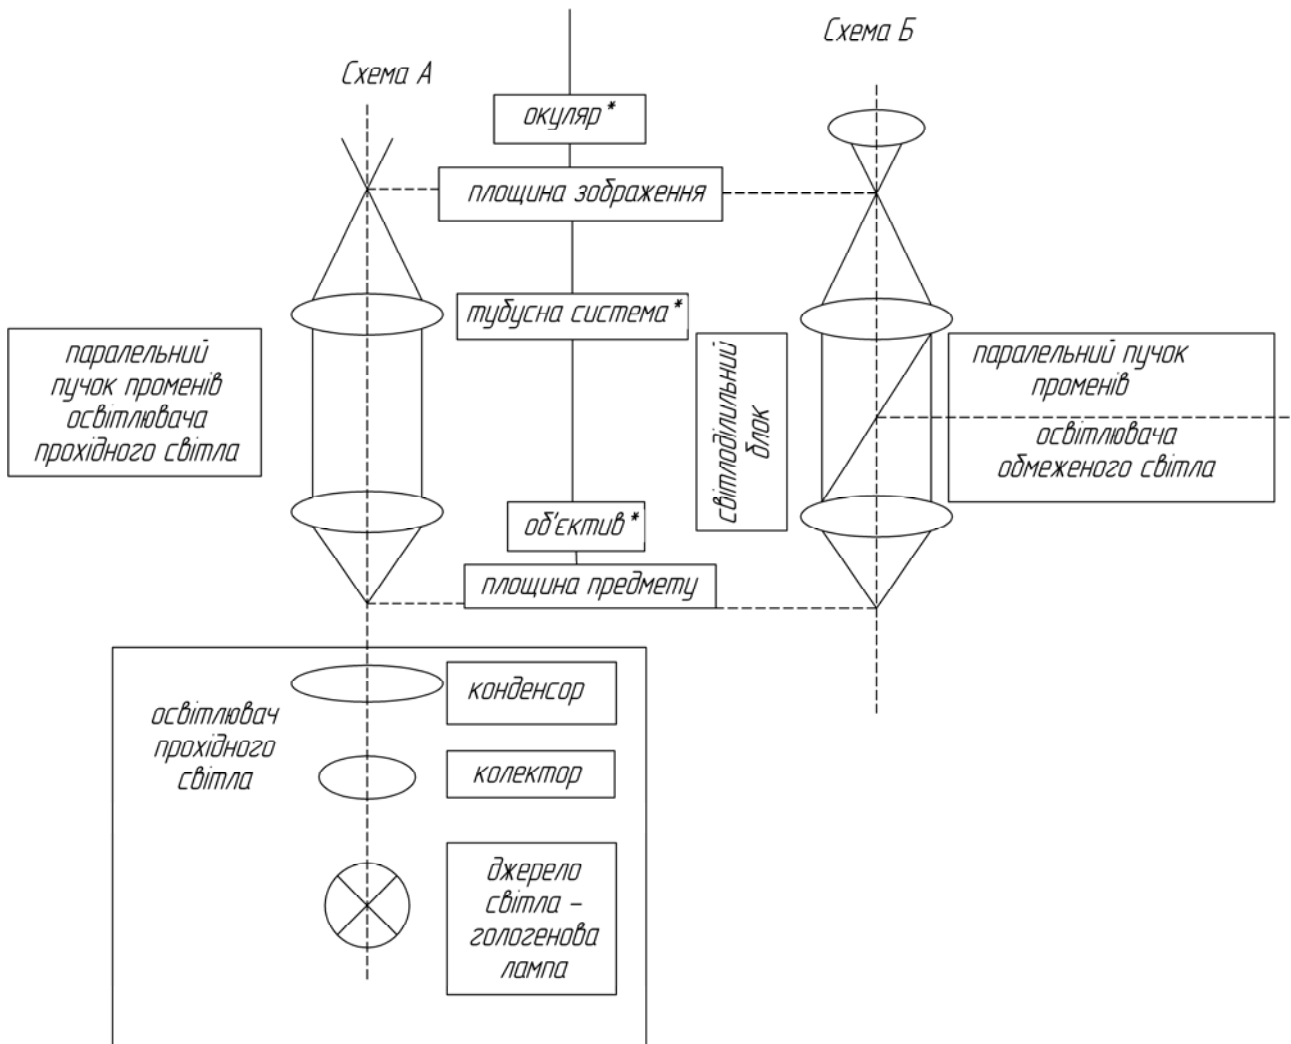 Схема А
Схема Б
окуляр*
площина зображення
тубусна система*
паралельний
пучок променів
освітлювача
прохідного світла
світлоділильний
блок
паралельний пучок
променів
освітлювача
обмеженого світла
об'єктив*
площина предмету
освітлювач
прохідного
світла
конденсор
колектор
джерело
світла –
гологенова
лампа